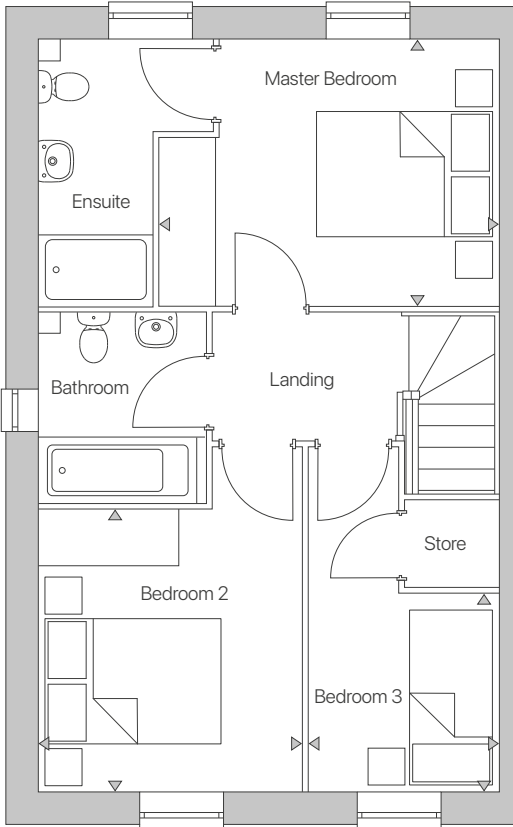 Master Bedroom
Ensuite
Bathroom
Landing
Store
Bedroom 2
Bedroom 3